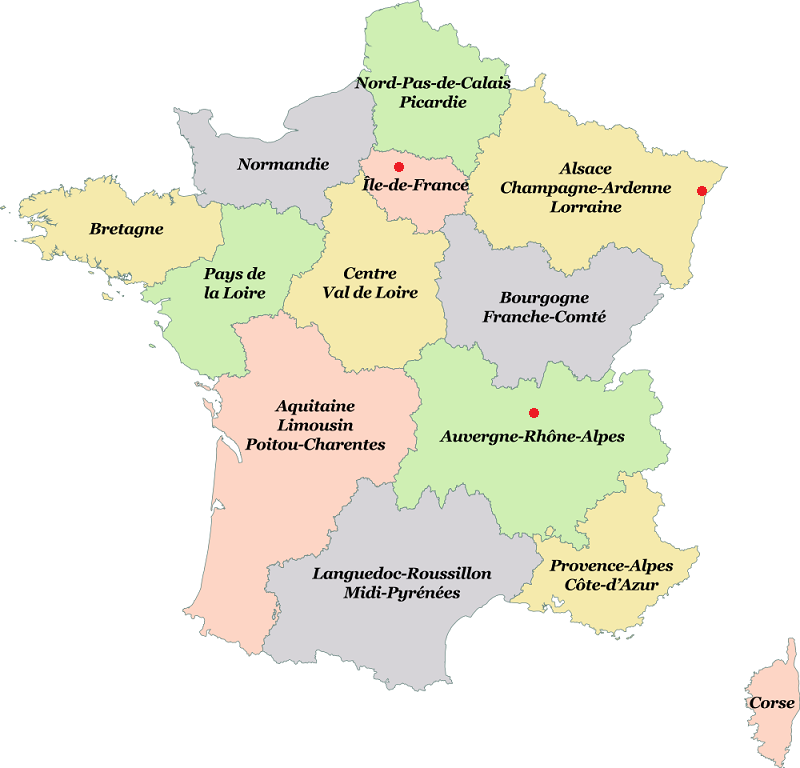 Nord-Pas-de-Calais
Picardie
Normandie
Île-de-France
Alsace
Champagne-Ardenne
Lorraine
Bretagne
Pays de
la Loire
Centre
Val de Loire
Bourgogne
Franche-Comté
Aquitaine
Limousin
Poitou-Charentes
Auvergne-Rhône-Alpes
Languedoc-Roussillon
Midi-Pyrénées
Provence-Alpes
Côte-d'Azur
Corse